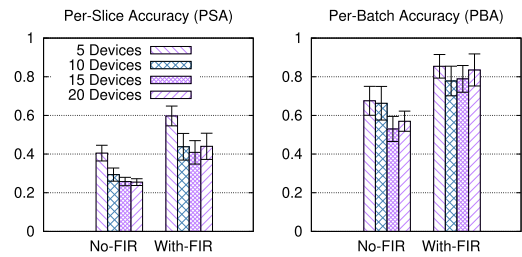 Per-Slice Accuracy (PSA)
1
0.8
0.6
0.4
0.2
0
5 Devices
10 Devices
15 Devices
20 Devices
No-FIR With-FIR
Per-Batch Accuracy (PBA)
1
0.8
0.6
0.4
0.2
0
No-FIR With-FIR